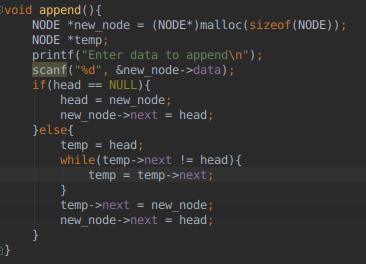 void append(){
    NODE *new_node = (NODE*)malloc(sizeof(NODE));
    NODE *temp;
    printf("Enter data to append\n");
    scanf("%d", &new_node->data);
    if(head == NULL){
        head = new_node;
        new_node->next = head;
    }else{
        temp = head;
        while(temp->next != head){
            temp = temp->next;
        }
        temp->next = new_node;
        new_node->next = head;
    }
}